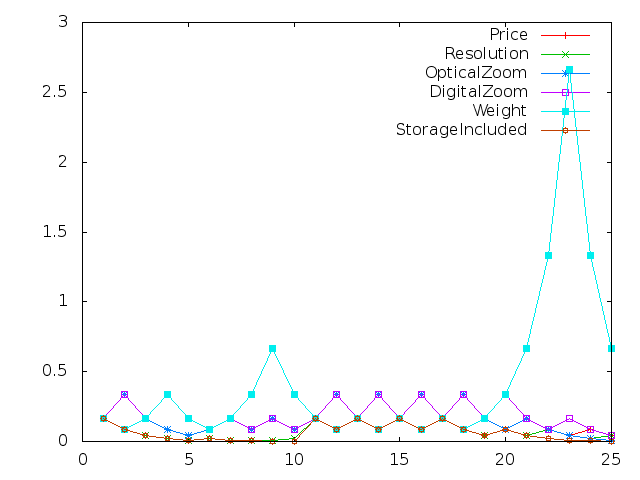 3
2.5
2
1.5
1
0.5
0
0 5 10 15 20 25
Price
Resolution
OpticalZoom
DigitalZoom
Weight
StorageIncluded